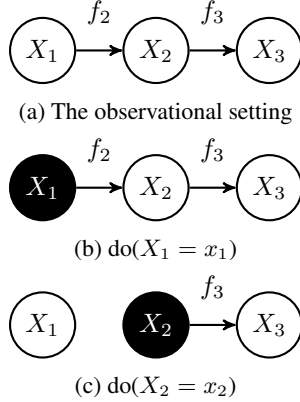 f₂ f₃
X₁ X₂ X₃
(a) The observational setting
f₂ f₃
X₁ X₂ X₃
(b) do(X₁ = x₁)
f₃
X₁ X₂ X₃
(c) do(X₂ = x₂)